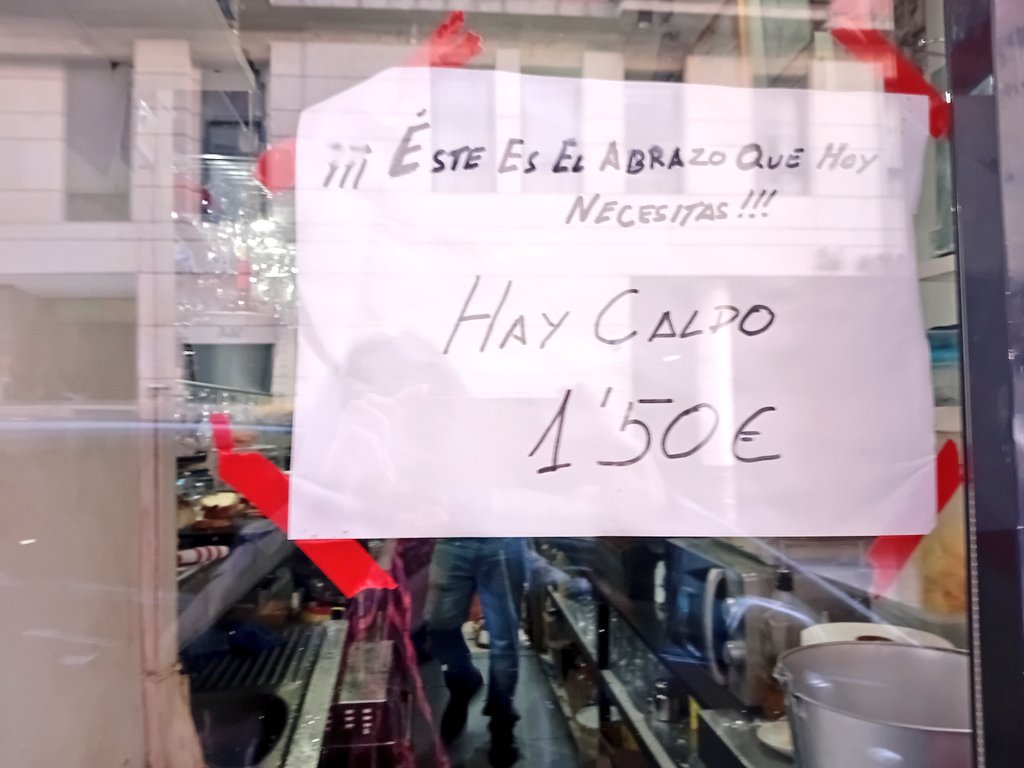 ¡¡¡ Éste Es El Abrazo Que Hoy
Necesitas!!!
Hay Caldo
1'50€